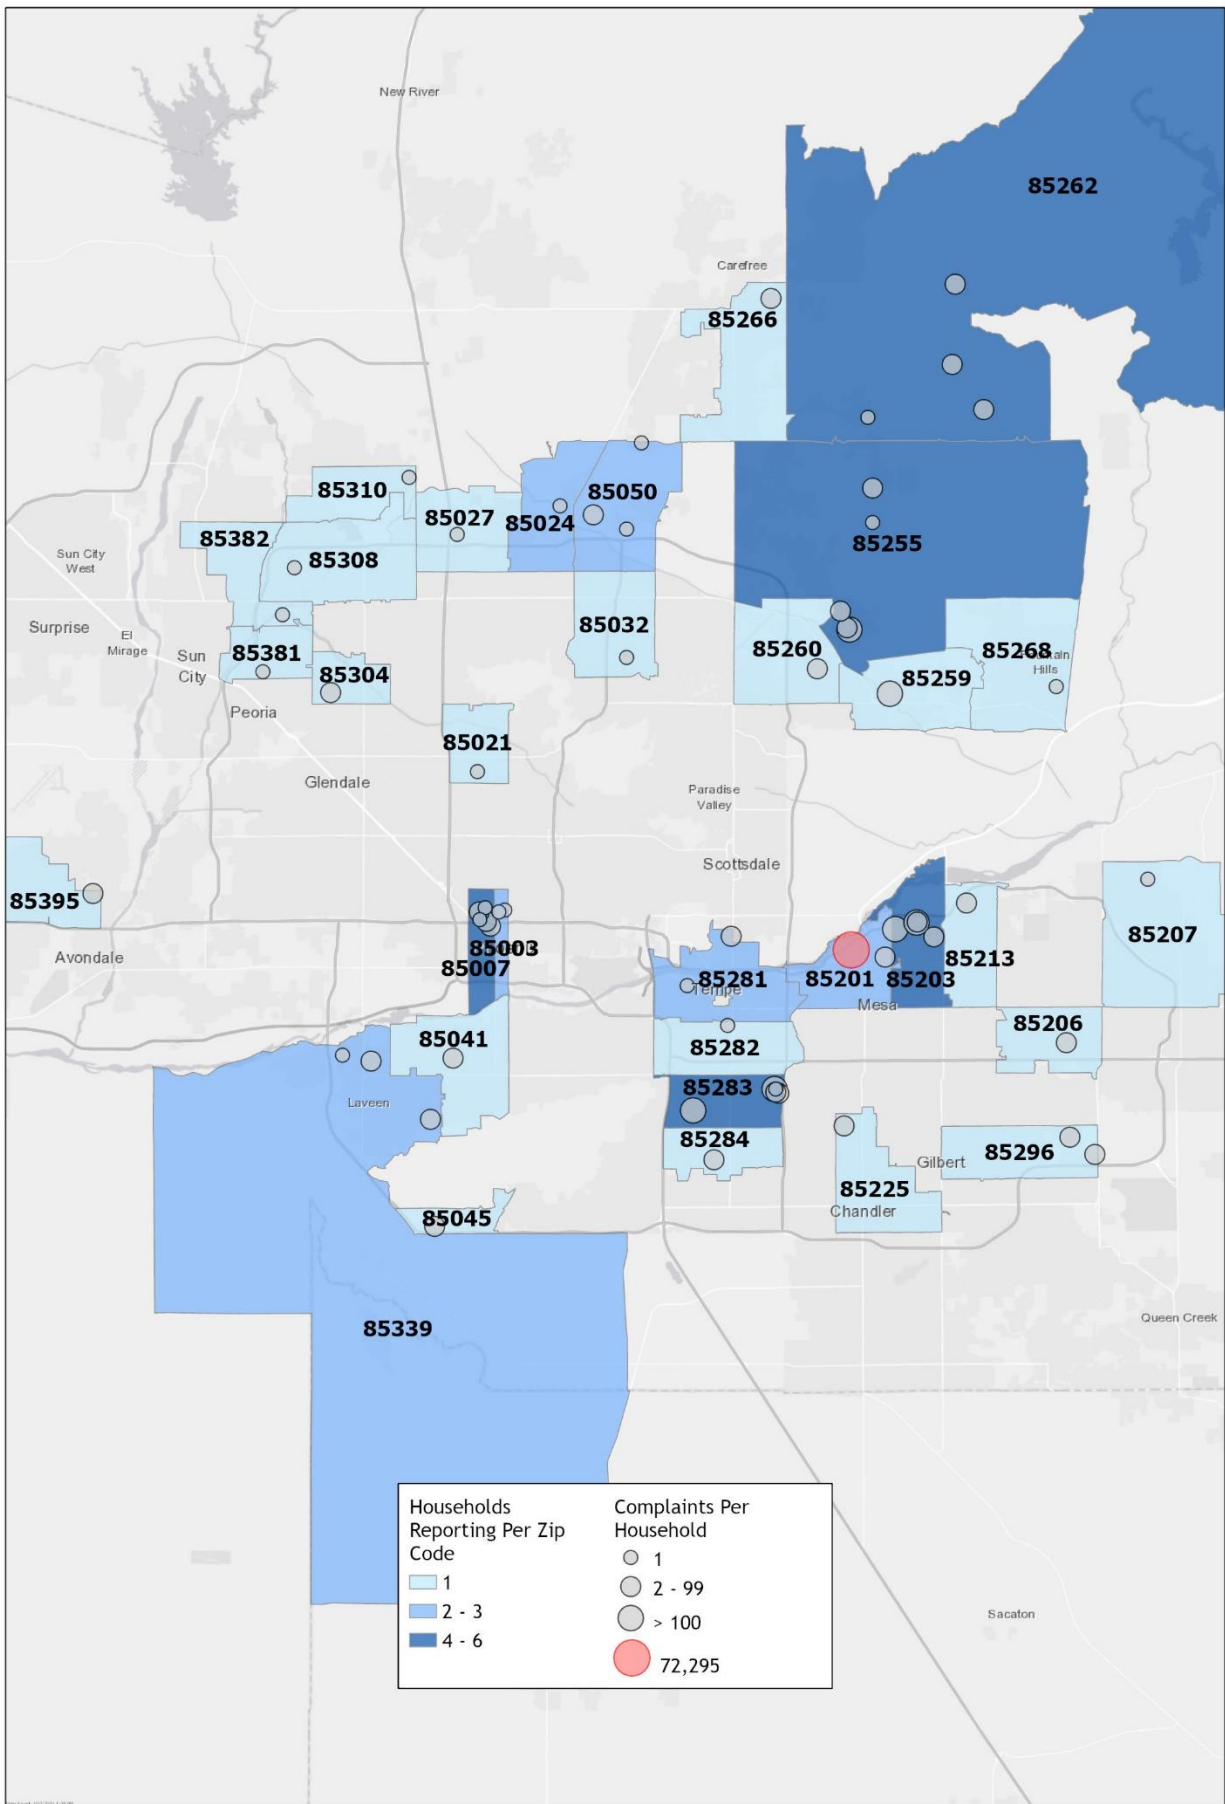 New River
85262
Carefree
85266
85310
85027
85024
85050
85382
85308
85255
Sun City
West
Surprise
El
Mirage
Sun
City
85381
85304
85032
85260
85259
85268
Hills
Peoria
85021
Glendale
Paradise
Valley
Scottsdale
85395
Avondale
85003
85007
85281
Tempe
85201
85203
85213
85207
Mesa
85206
85041
85282
Laveen
85283
85284
85296
Gilbert
85225
Chandler
85045
85339
Queen Creek
Households
Reporting Per Zip
Code
1
2 - 3
4 - 6
Complaints Per
Household
1
2 - 99
> 100
72,295
Sacaton